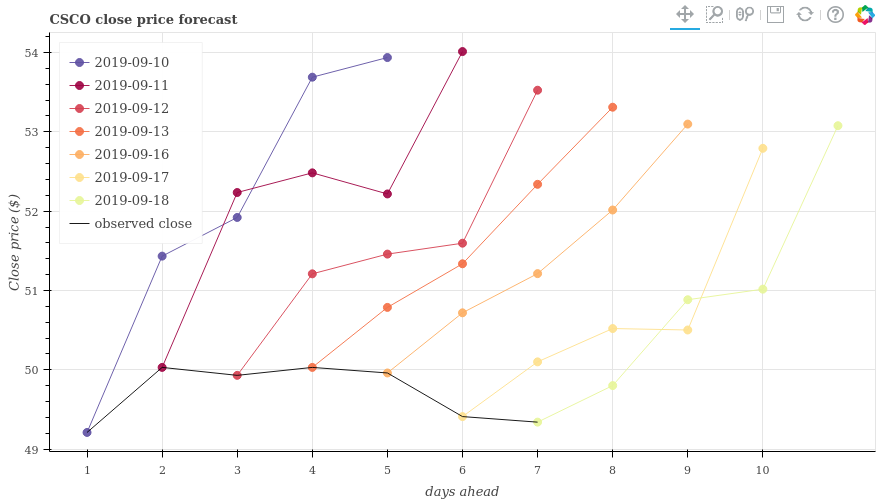 CSCO close price forecast
54
53
52
51
50
49
Close price ($)
2019-09-10
2019-09-11
2019-09-12
2019-09-13
2019-09-16
2019-09-17
2019-09-18
observed close
1 2 3 4 5 6 7 8 9 10
days ahead